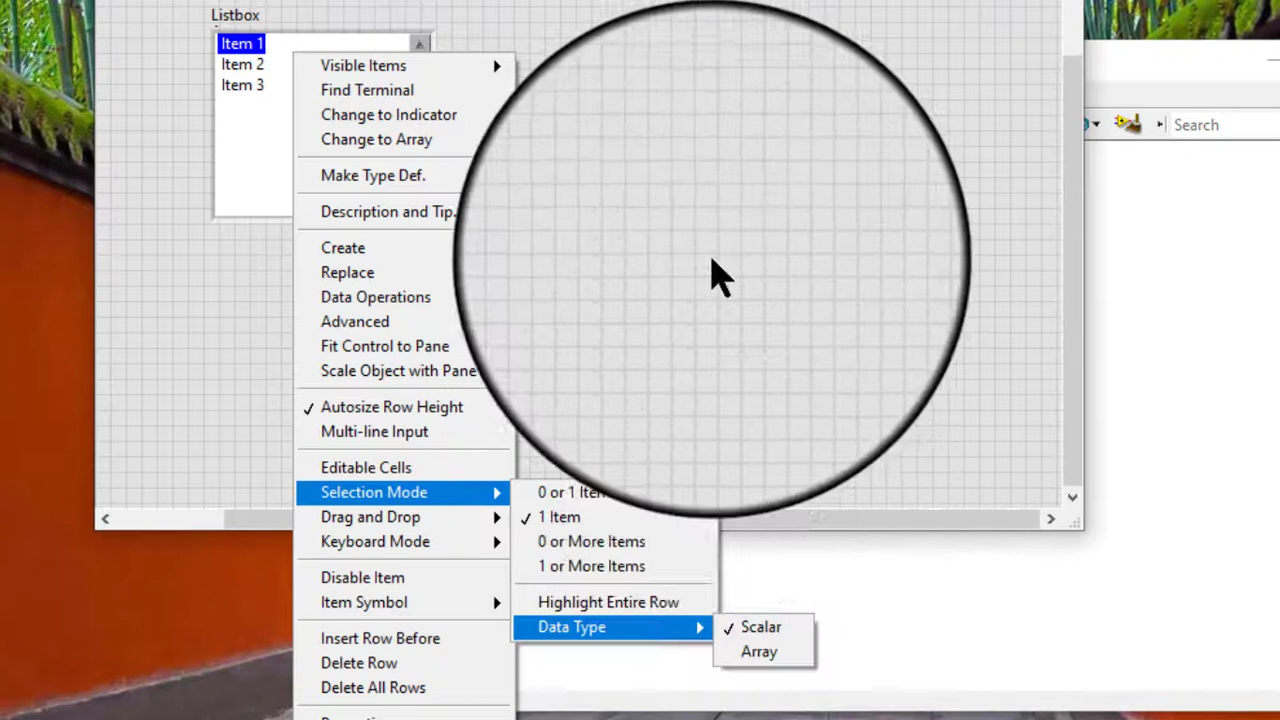 Listbox
Item 1
Item 2
Item 3
Visible Items
Find Terminal
Change to Indicator
Change to Array
Make Type Def.
Description and Tip.
Create
Replace
Data Operations
Advanced
Fit Control to Pane
Scale Object with Pane
Autosize Row Height
Multi-line Input
Editable Cells
Selection Mode
Drag and Drop
Keyboard Mode
Disable Item
Item Symbol
Insert Row Before
Delete Row
Delete All Rows
0 or 1 Item
1 Item
0 or More Items
1 or More Items
Highlight Entire Row
Data Type
Scalar
Array
Search